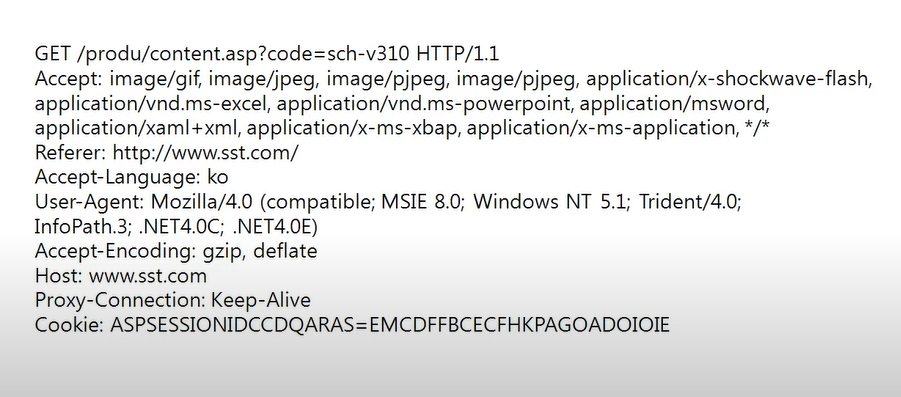 GET /produ/content.asp?code=sch-v310 HTTP/1.1
Accept: image/gif, image/jpeg, image/pjpeg, image/pjpeg, application/x-shockwave-flash,
application/vnd.ms-excel, application/vnd.ms-powerpoint, application/msword,
application/xaml+xml, application/x-ms-xbap, application/x-ms-application, */*
Referer: http://www.sst.com/
Accept-Language: ko
User-Agent: Mozilla/4.0 (compatible; MSIE 8.0; Windows NT 5.1; Trident/4.0;
InfoPath.3; .NET4.0C; .NET4.0E)
Accept-Encoding: gzip, deflate
Host: www.sst.com
Proxy-Connection: Keep-Alive
Cookie: ASPSESSIONIDCCDQARAS=EMCDFFBCECFHKPAGOADOIOIE